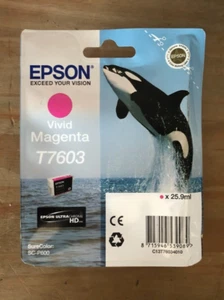 EPSON
EXCEED YOUR VISION
Vivid
Magenta
T7603
EPSON ULTRACHROME
HD
x 25.9ml
CE
SureColor
SC-P600